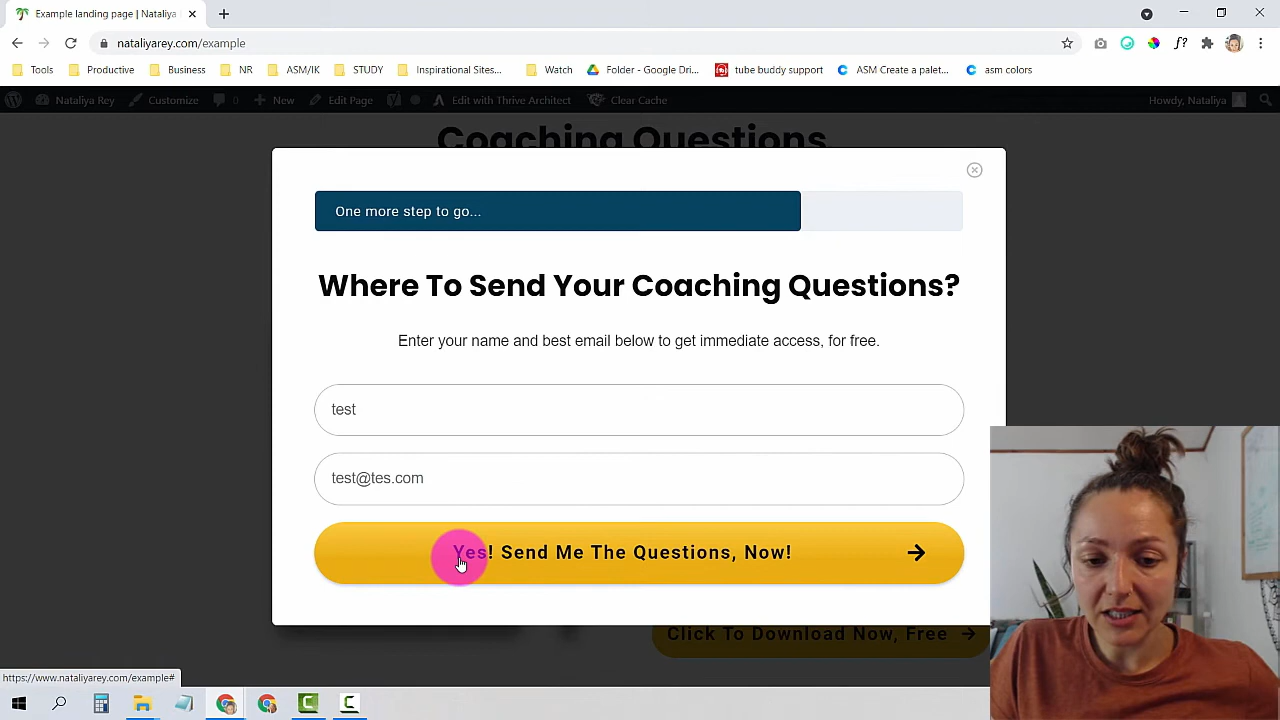 Example landing page | Nataliya
nataliyarey.com/example
Tools
Productive
Business
NR
ASM/IK
STUDY
Inspirational Sites...
Watch
Folder - Google Dri...
tube buddy support
ASM Create a palet...
asm colors
Nataliya Rey
Customize
0
New
Edit Page
Edit with Thrive Architect
Clear Cache
Howdy, Nataliya
Coaching Questions
One more step to go...
Where To Send Your Coaching Questions?
Enter your name and best email below to get immediate access, for free.
test
test@tes.com
Yes! Send Me The Questions, Now!
Click To Download Now, Free
https://www.nataliyarey.com/example#